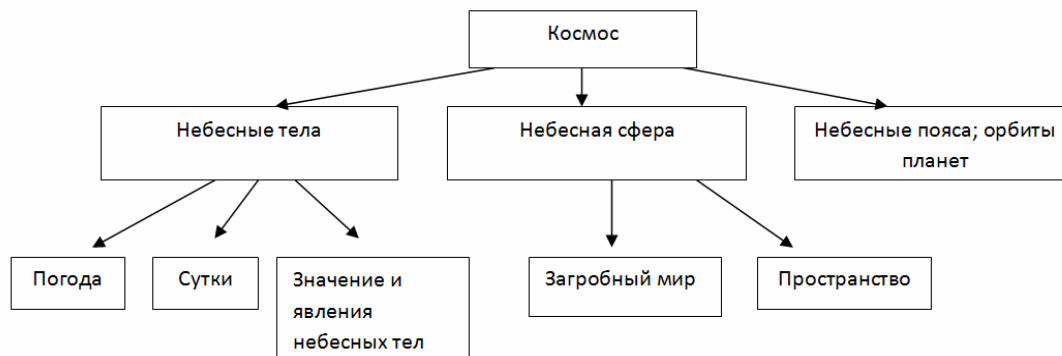 Космос
Небесные тела
Небесная сфера
Небесные пояса; орбиты
планет
Погода
Сутки
Значение и
явления
небесных тел
Загробный мир
Пространство